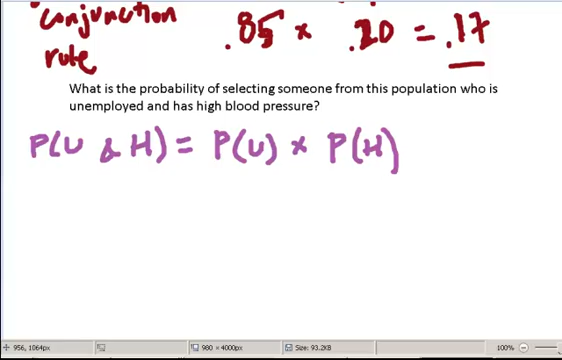 conjunction .85 × .20 = .17
rule
What is the probability of selecting someone from this population who is
unemployed and has high blood pressure?
P(U & H) = P(U) × P(H)
956, 1064px
980 × 4000px
Size: 93.2KB
100%